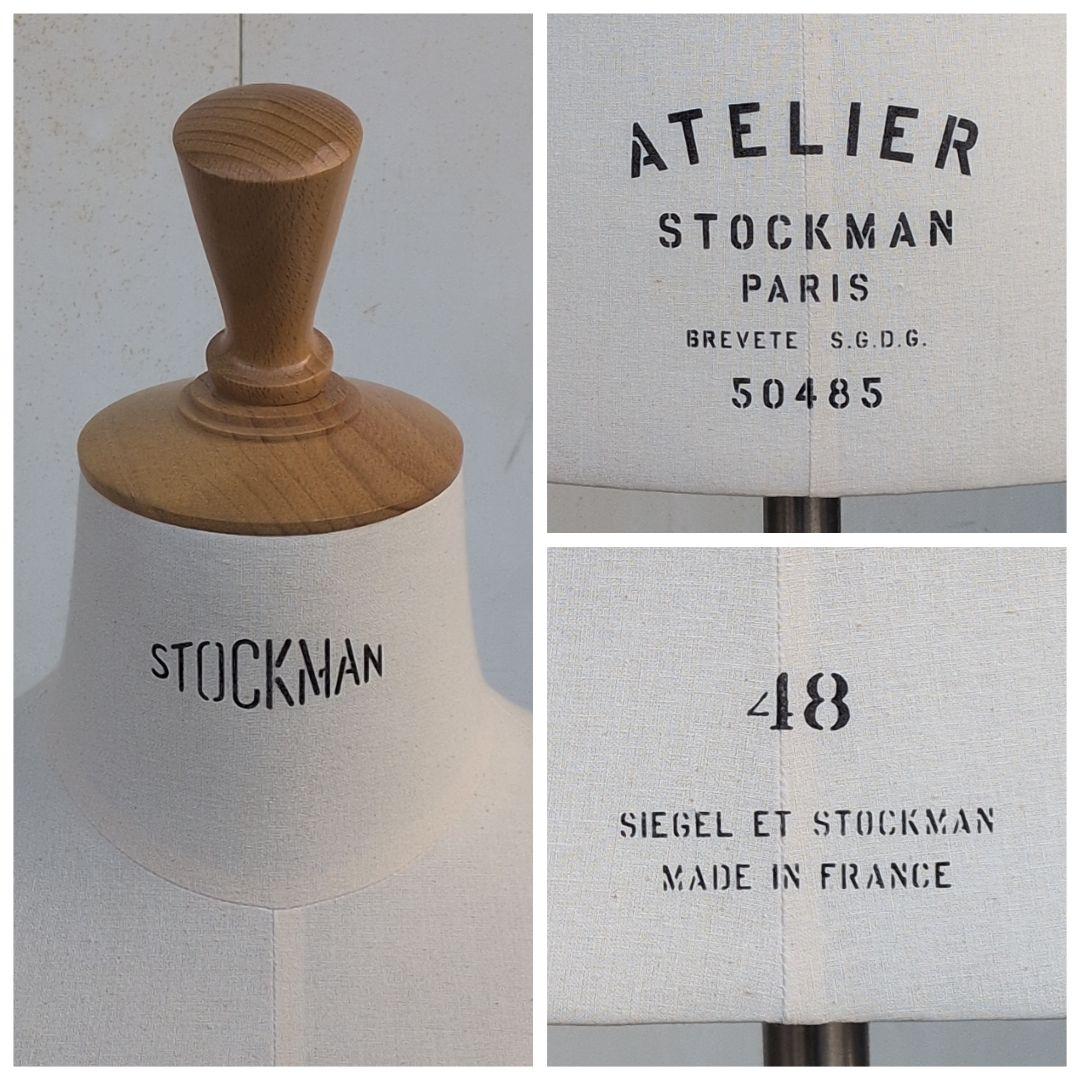 STOCKMAN
ATELIER
STOCKMAN
PARIS
BREVETE S.G.D.G.
50485
48
SIEGEL ET STOCKMAN
MADE IN FRANCE